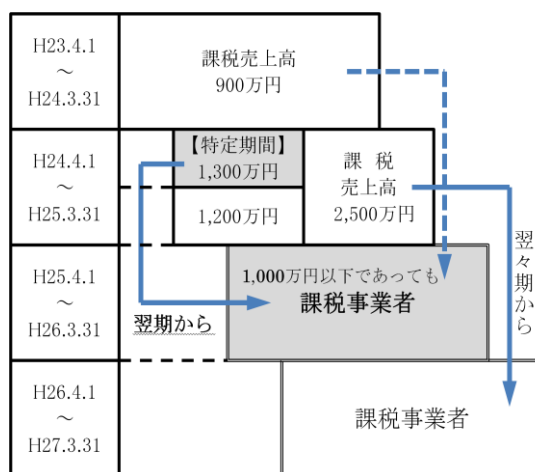 H23.4.1
～
H24.3.31
課税売上高
900万円
H24.4.1
～
H25.3.31
【特定期間】
1,300万円
1,200万円
課 税
売上高
2,500万円
H25.4.1
～
H26.3.31
翌期から
1,000万円以下であっても
課税事業者
翌々期から
H26.4.1
～
H27.3.31
課税事業者